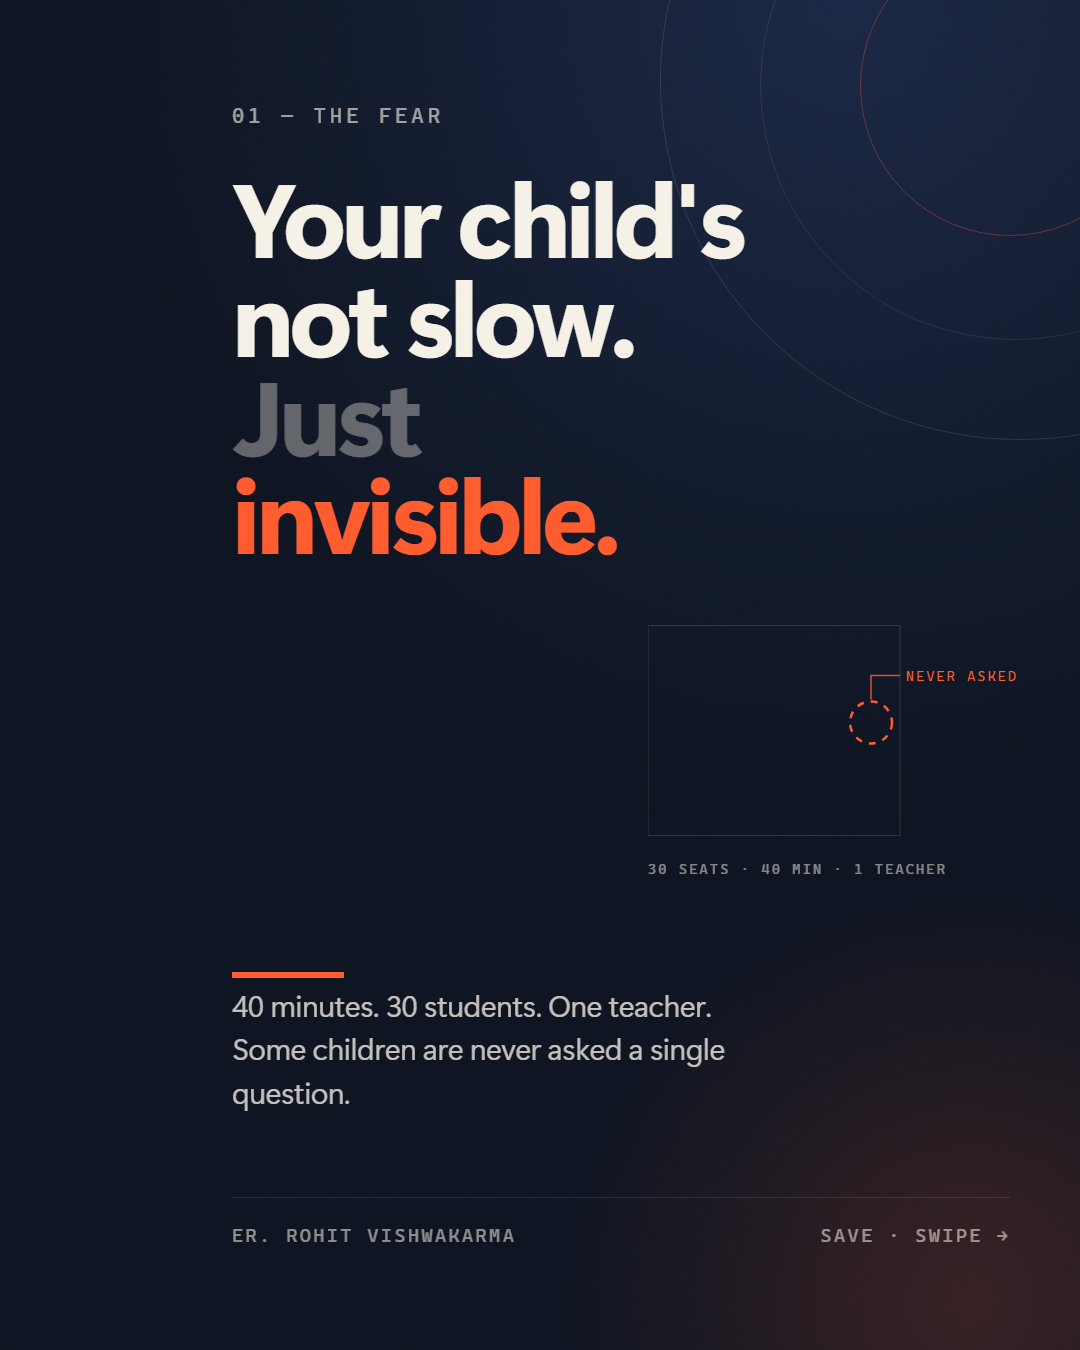 01 — THE FEAR
Your child's
not slow.
Just
invisible.
NEVER ASKED
30 SEATS · 40 MIN · 1 TEACHER
40 minutes. 30 students. One teacher.
Some children are never asked a single
question.
ER. ROHIT VISHWAKARMA
SAVE · SWIPE →